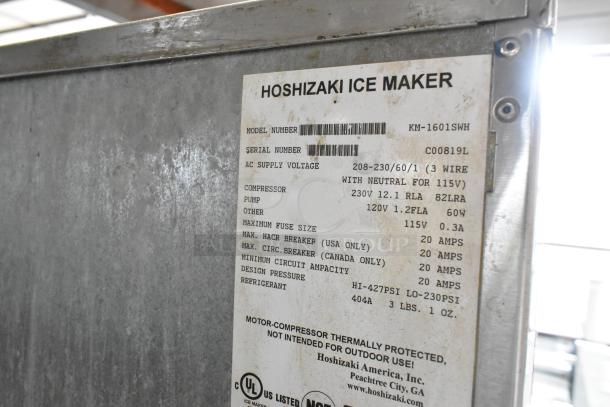 HOSHIZAKI ICE MAKER
MODEL NUMBER KM-1601SWH
SERIAL NUMBER C00819L
AC SUPPLY VOLTAGE 208-230/60/1 (3 WIRE
WITH NEUTRAL FOR 115V)
COMPRESSOR 230V 12.1 RLA 82LRA
PUMP 120V 1.2FLA 60W
OTHER 115V 0.3A
MAXIMUM FUSE SIZE 20 AMPS
MAX. HACR BREAKER (USA ONLY) 20 AMPS
MAX. CIRC.BREAKER (CANADA ONLY) 20 AMPS
MINIMUM CIRCUIT AMPACITY 20 AMPS
DESIGN PRESSURE HI-427PSI LO-230PSI
REFRIGERANT 404A 3 LBS. 1 OZ.
MOTOR-COMPRESSOR THERMALLY PROTECTED,
NOT INTENDED FOR OUTDOOR USE!
Hoshizaki America, Inc.
Peachtree City, GA
www.hoshizaki.com
C UL US LISTED
ICE MAKER